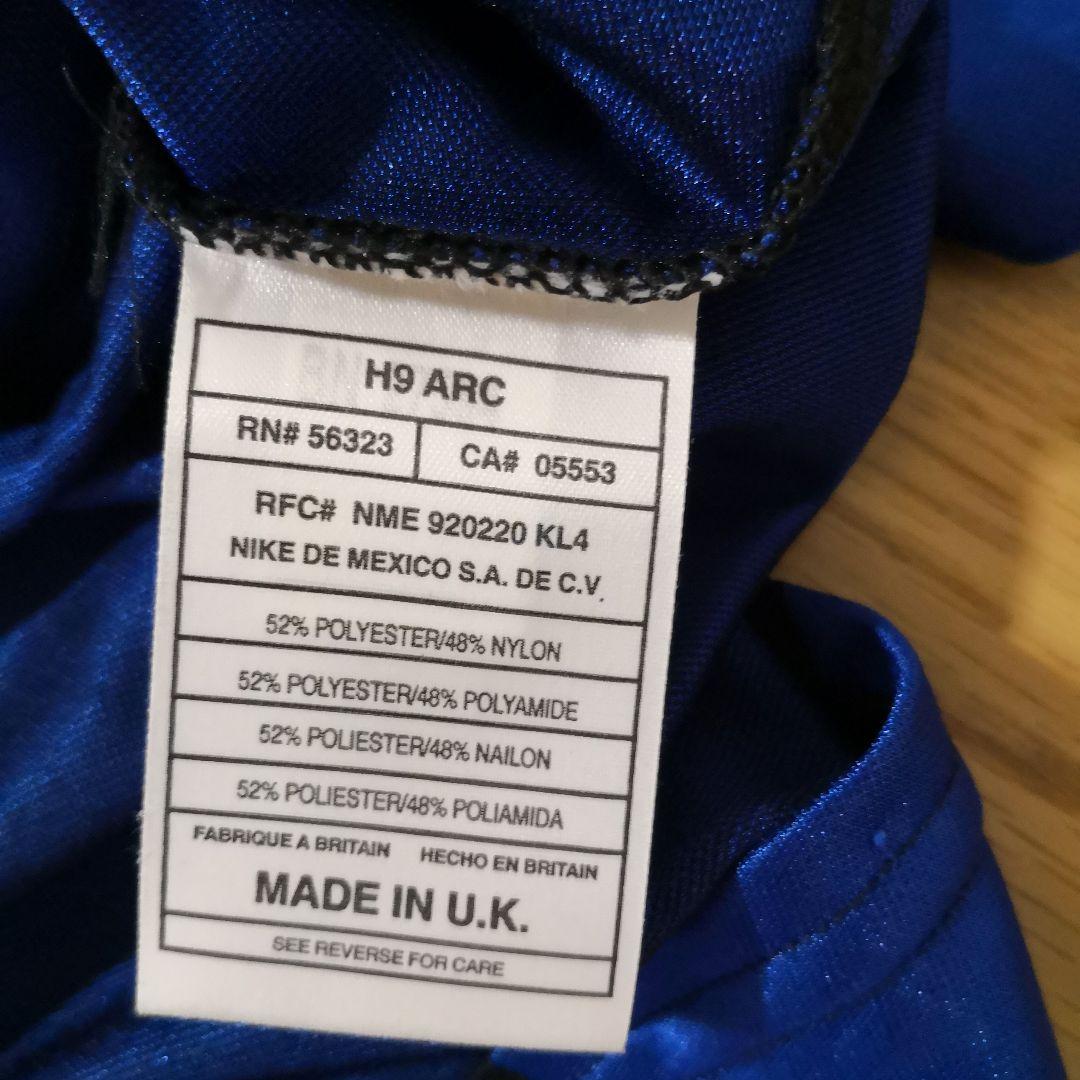 H9 ARC
RN# 56323 CA# 05553
RFC# NME 920220 KL4
NIKE DE MEXICO S.A. DE C.V.
52% POLYESTER/48% NYLON
52% POLYESTER/48% POLYAMIDE
52% POLIESTER/48% NAILON
52% POLIESTER/48% POLIAMIDA
FABRIQUE A BRITAIN HECHO EN BRITAIN
MADE IN U.K.
SEE REVERSE FOR CARE